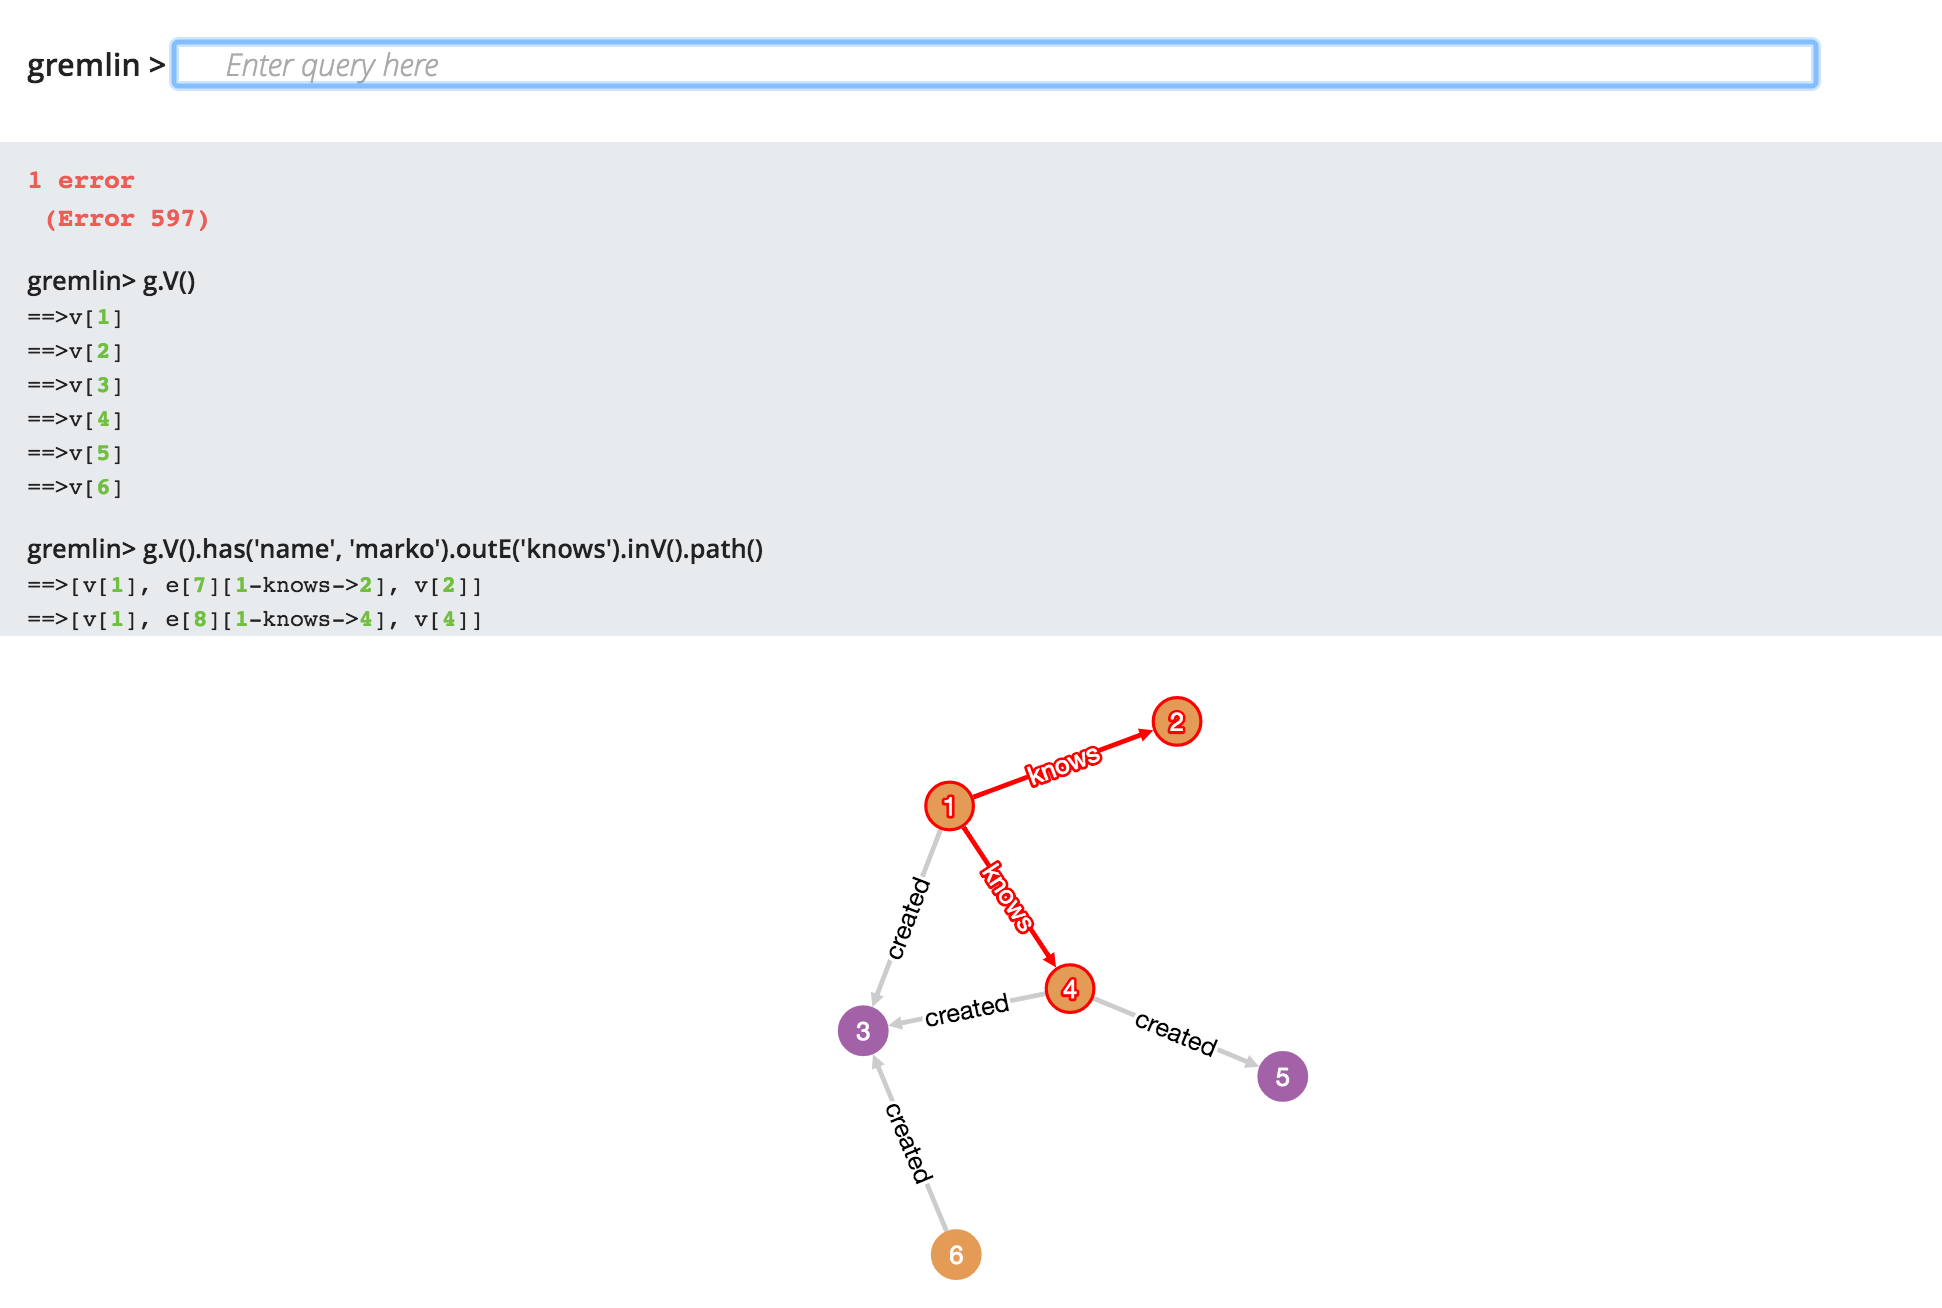 gremlin > Enter query here
1 error
(Error 597)
gremlin> g.V()
==>v[1]
==>v[2]
==>v[3]
==>v[4]
==>v[5]
==>v[6]
gremlin> g.V().has('name', 'marko').outE('knows').inV().path()
==>[v[1], e[7][1-knows->2], v[2]]
==>[v[1], e[8][1-knows->4], v[4]]
2
knows
1
knows
created
4
created
3
created
5
created
6